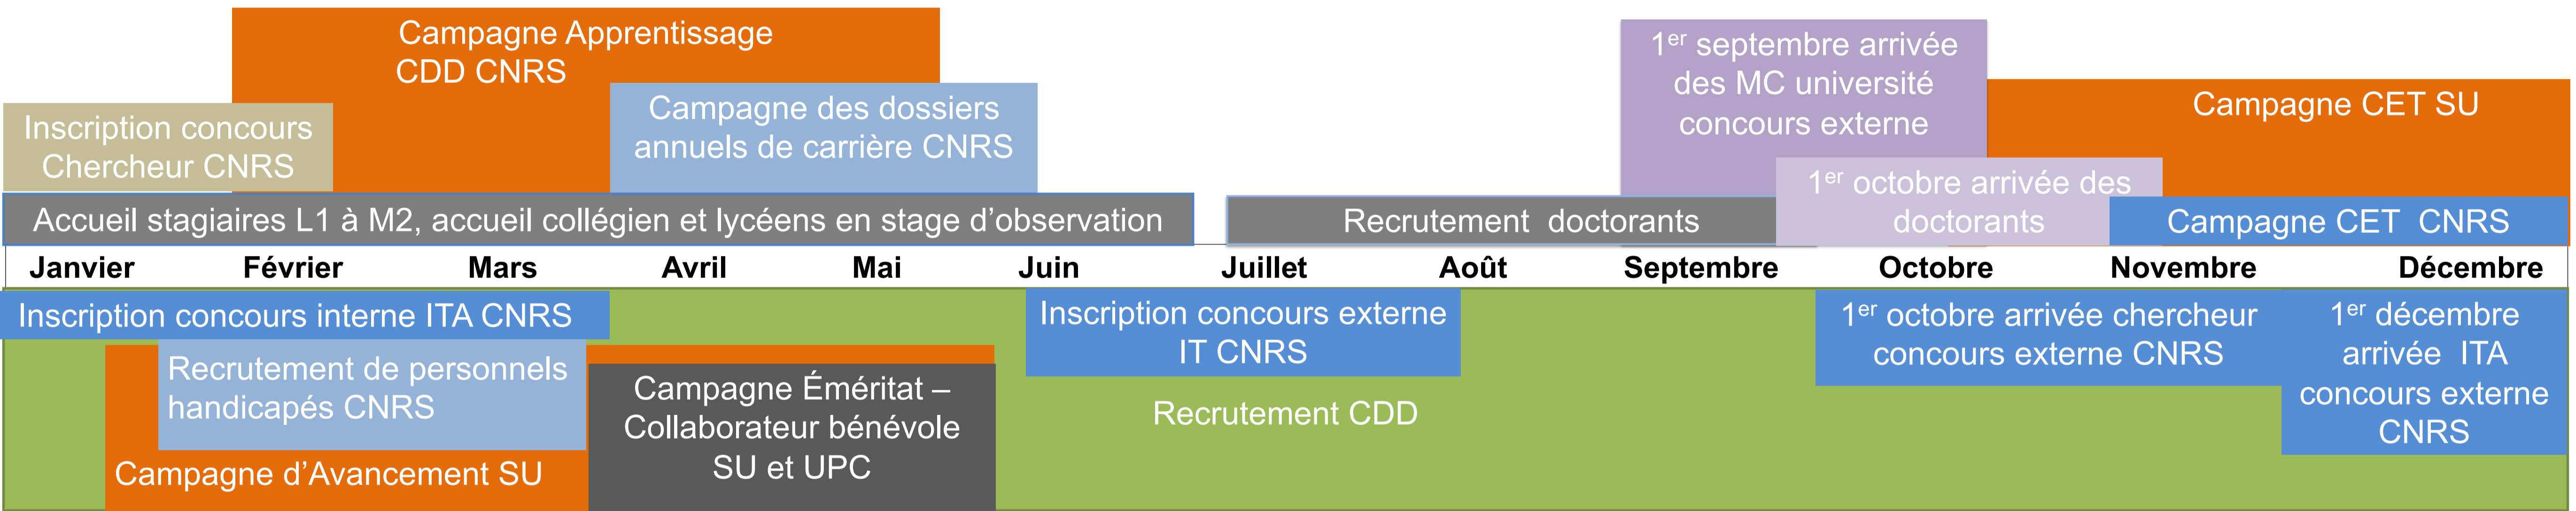 Campagne Apprentissage
CDD CNRS
Inscription concours
Chercheur CNRS
Campagne des dossiers
annuels de carrière CNRS
1er septembre arrivée
des MC université
concours externe
Campagne CET SU
1er octobre arrivée des
doctorants
Accueil stagiaires L1 à M2, accueil collégien et lycéens en stage d’observation
Recrutement doctorants
Campagne CET CNRS
Janvier Février Mars Avril Mai Juin Juillet Août Septembre Octobre Novembre Décembre
Inscription concours interne ITA CNRS
Recrutement de personnels
handicapés CNRS
Campagne d’Avancement SU
Campagne Éméritat –
Collaborateur bénévole
SU et UPC
Inscription concours externe
IT CNRS
Recrutement CDD
1er octobre arrivée chercheur
concours externe CNRS
1er décembre
arrivée ITA
concours externe
CNRS